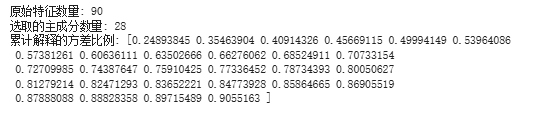 原始特征数量: 90
选取的主成分数量: 28
累计解释的方差比例: [0.24893845 0.35463904 0.40914326 0.45669115 0.49994149 0.53964086
0.57381261 0.60636111 0.63502666 0.66276062 0.68524911 0.70733154
0.72709985 0.74387647 0.75910425 0.77336452 0.78734393 0.80050627
0.81279214 0.82471293 0.83652221 0.84773928 0.85864665 0.86905519
0.87888088 0.88828358 0.89715489 0.9055163 ]